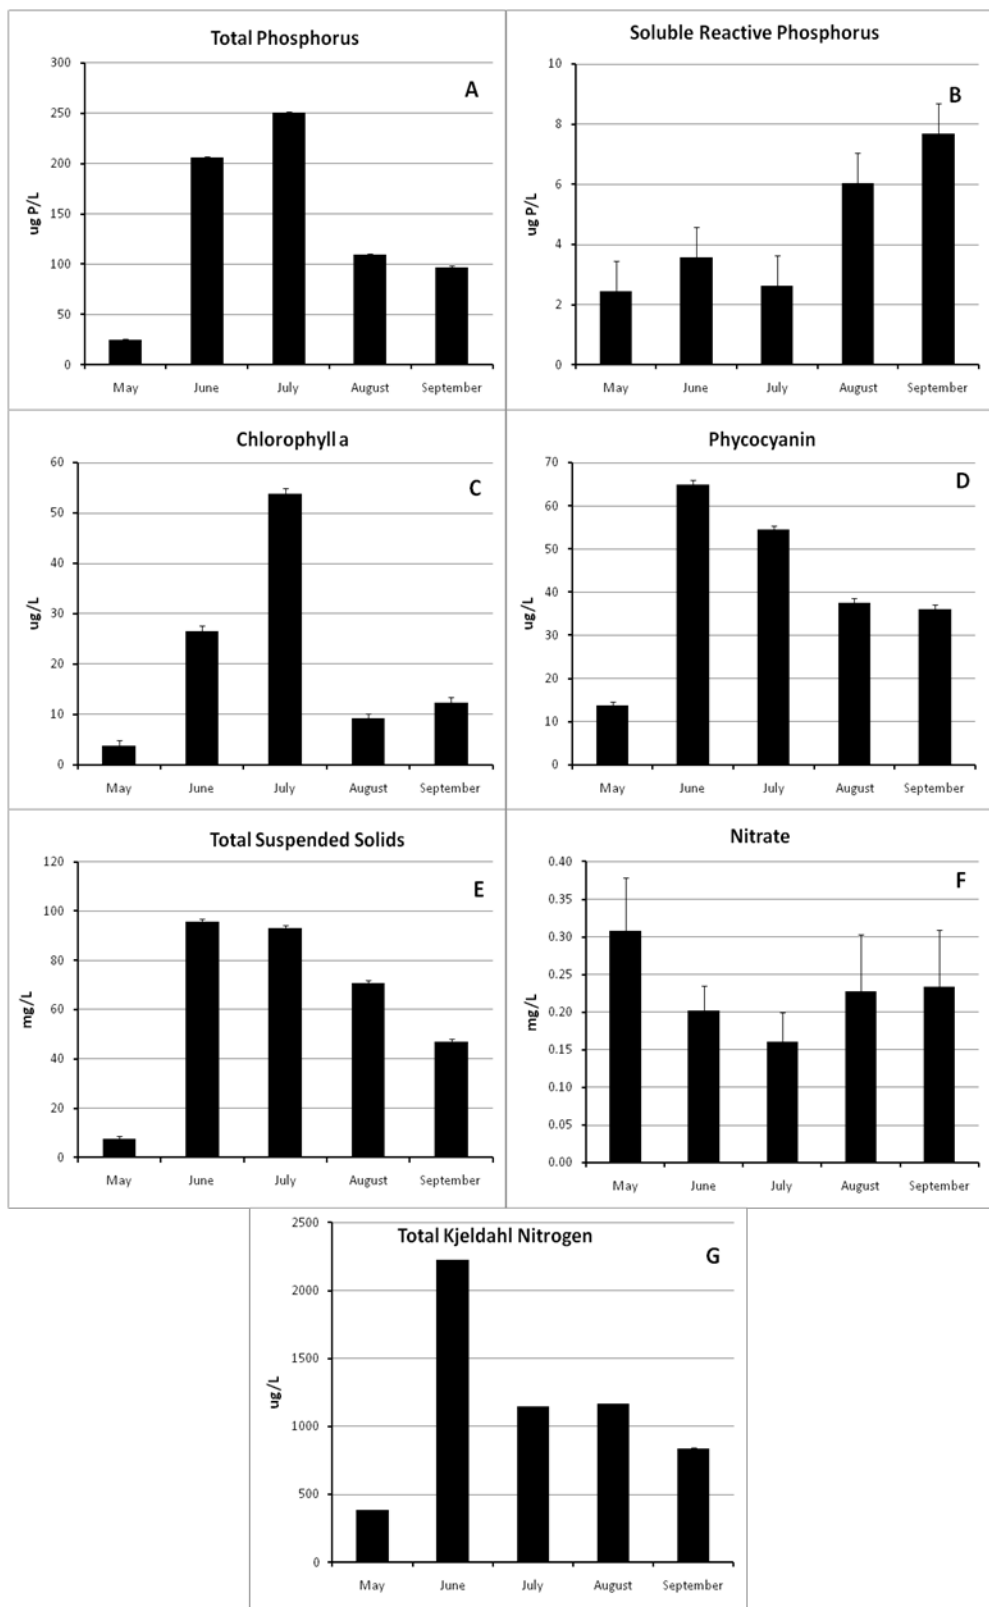 Total Phosphorus
A
300
250
200
150
100
50
0
ug P/L
May June July August September
Soluble Reactive Phosphorus
B
10
8
6
4
2
0
ug P/L
May June July August September
Chlorophyll a
C
60
50
40
30
20
10
0
ug/L
May June July August September
Phycocyanin
D
70
60
50
40
30
20
10
0
ug/L
May June July August September
Total Suspended Solids
E
120
100
80
60
40
20
0
mg/L
May June July August September
Nitrate
F
0.40
0.35
0.30
0.25
0.20
0.15
0.10
0.05
0.00
mg/L
May June July August September
Total Kjeldahl Nitrogen
G
2500
2000
1500
1000
500
0
ug/L
May June July August September